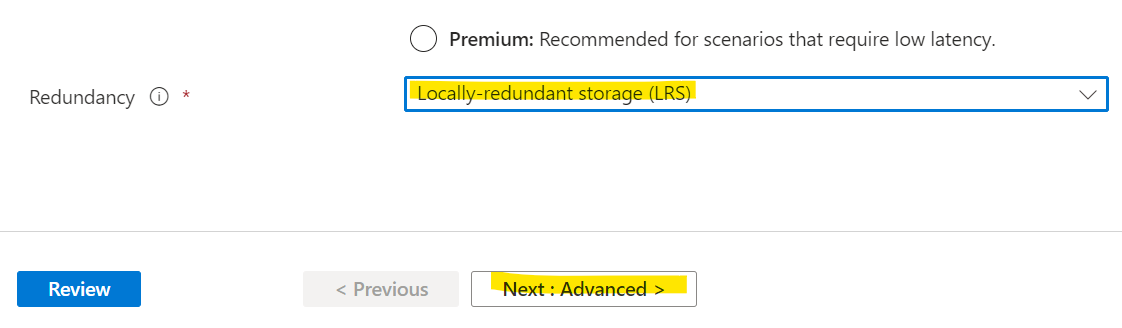 Premium: Recommended for scenarios that require low latency.
Redundancy * Locally-redundant storage (LRS)
Review < Previous Next : Advanced >